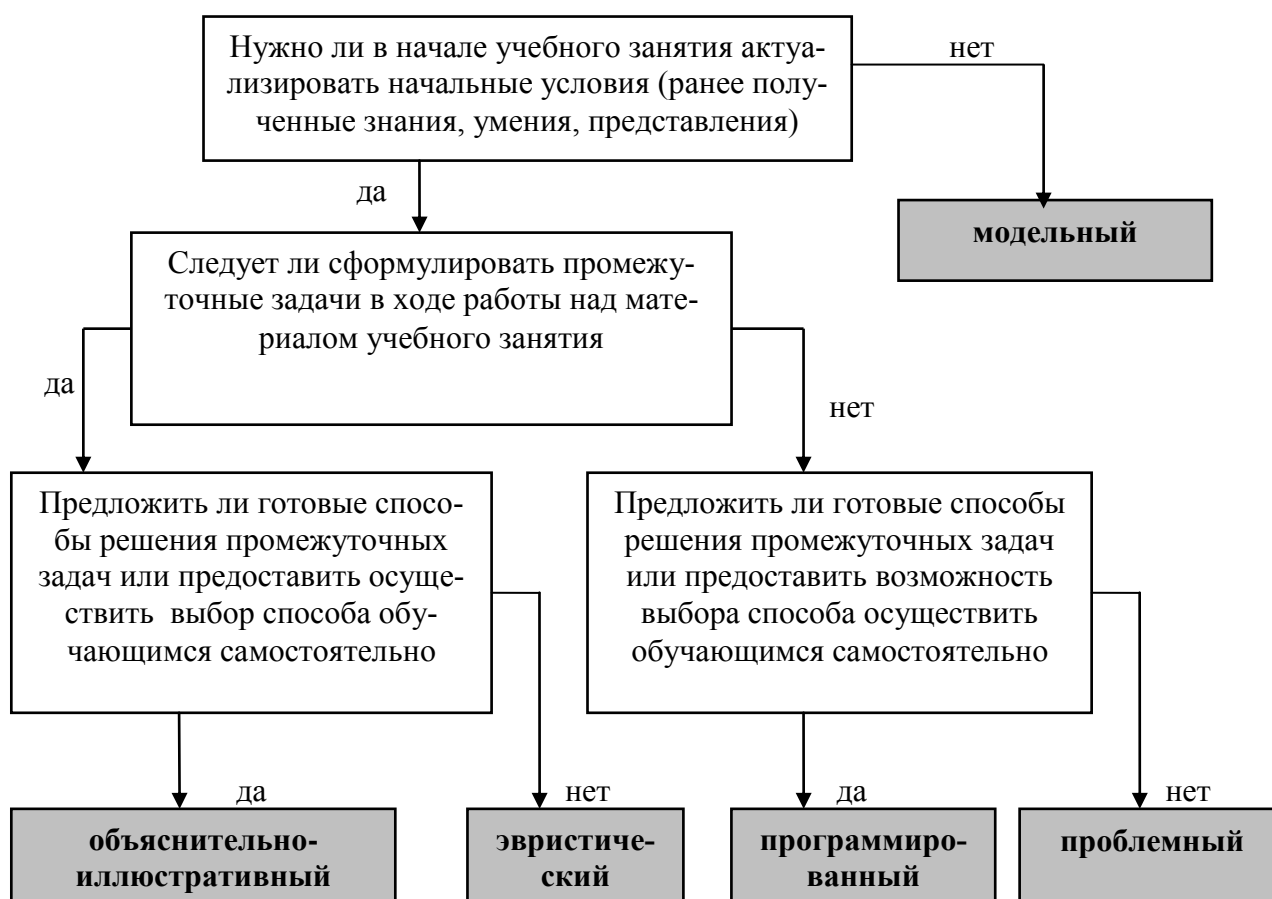 Нужно ли в начале учебного занятия актуа-
лизировать начальные условия (ранее полу-
ченные знания, умения, представления)
нет
да
модельный
Следует ли сформулировать промежу-
точные задачи в ходе работы над мате-
риалом учебного занятия
да
нет
Предложить ли готовые спосо-
бы решения промежуточных
задач или предоставить осуще-
ствить выбор способа обу-
чающимся самостоятельно
Предложить ли готовые способы
решения промежуточных задач
или предоставить возможность
выбора способа осуществить
обучающимся самостоятельно
да
нет
да
нет
объяснительно-
иллюстративный
эвристиче-
ский
программиро-
ванный
проблемный